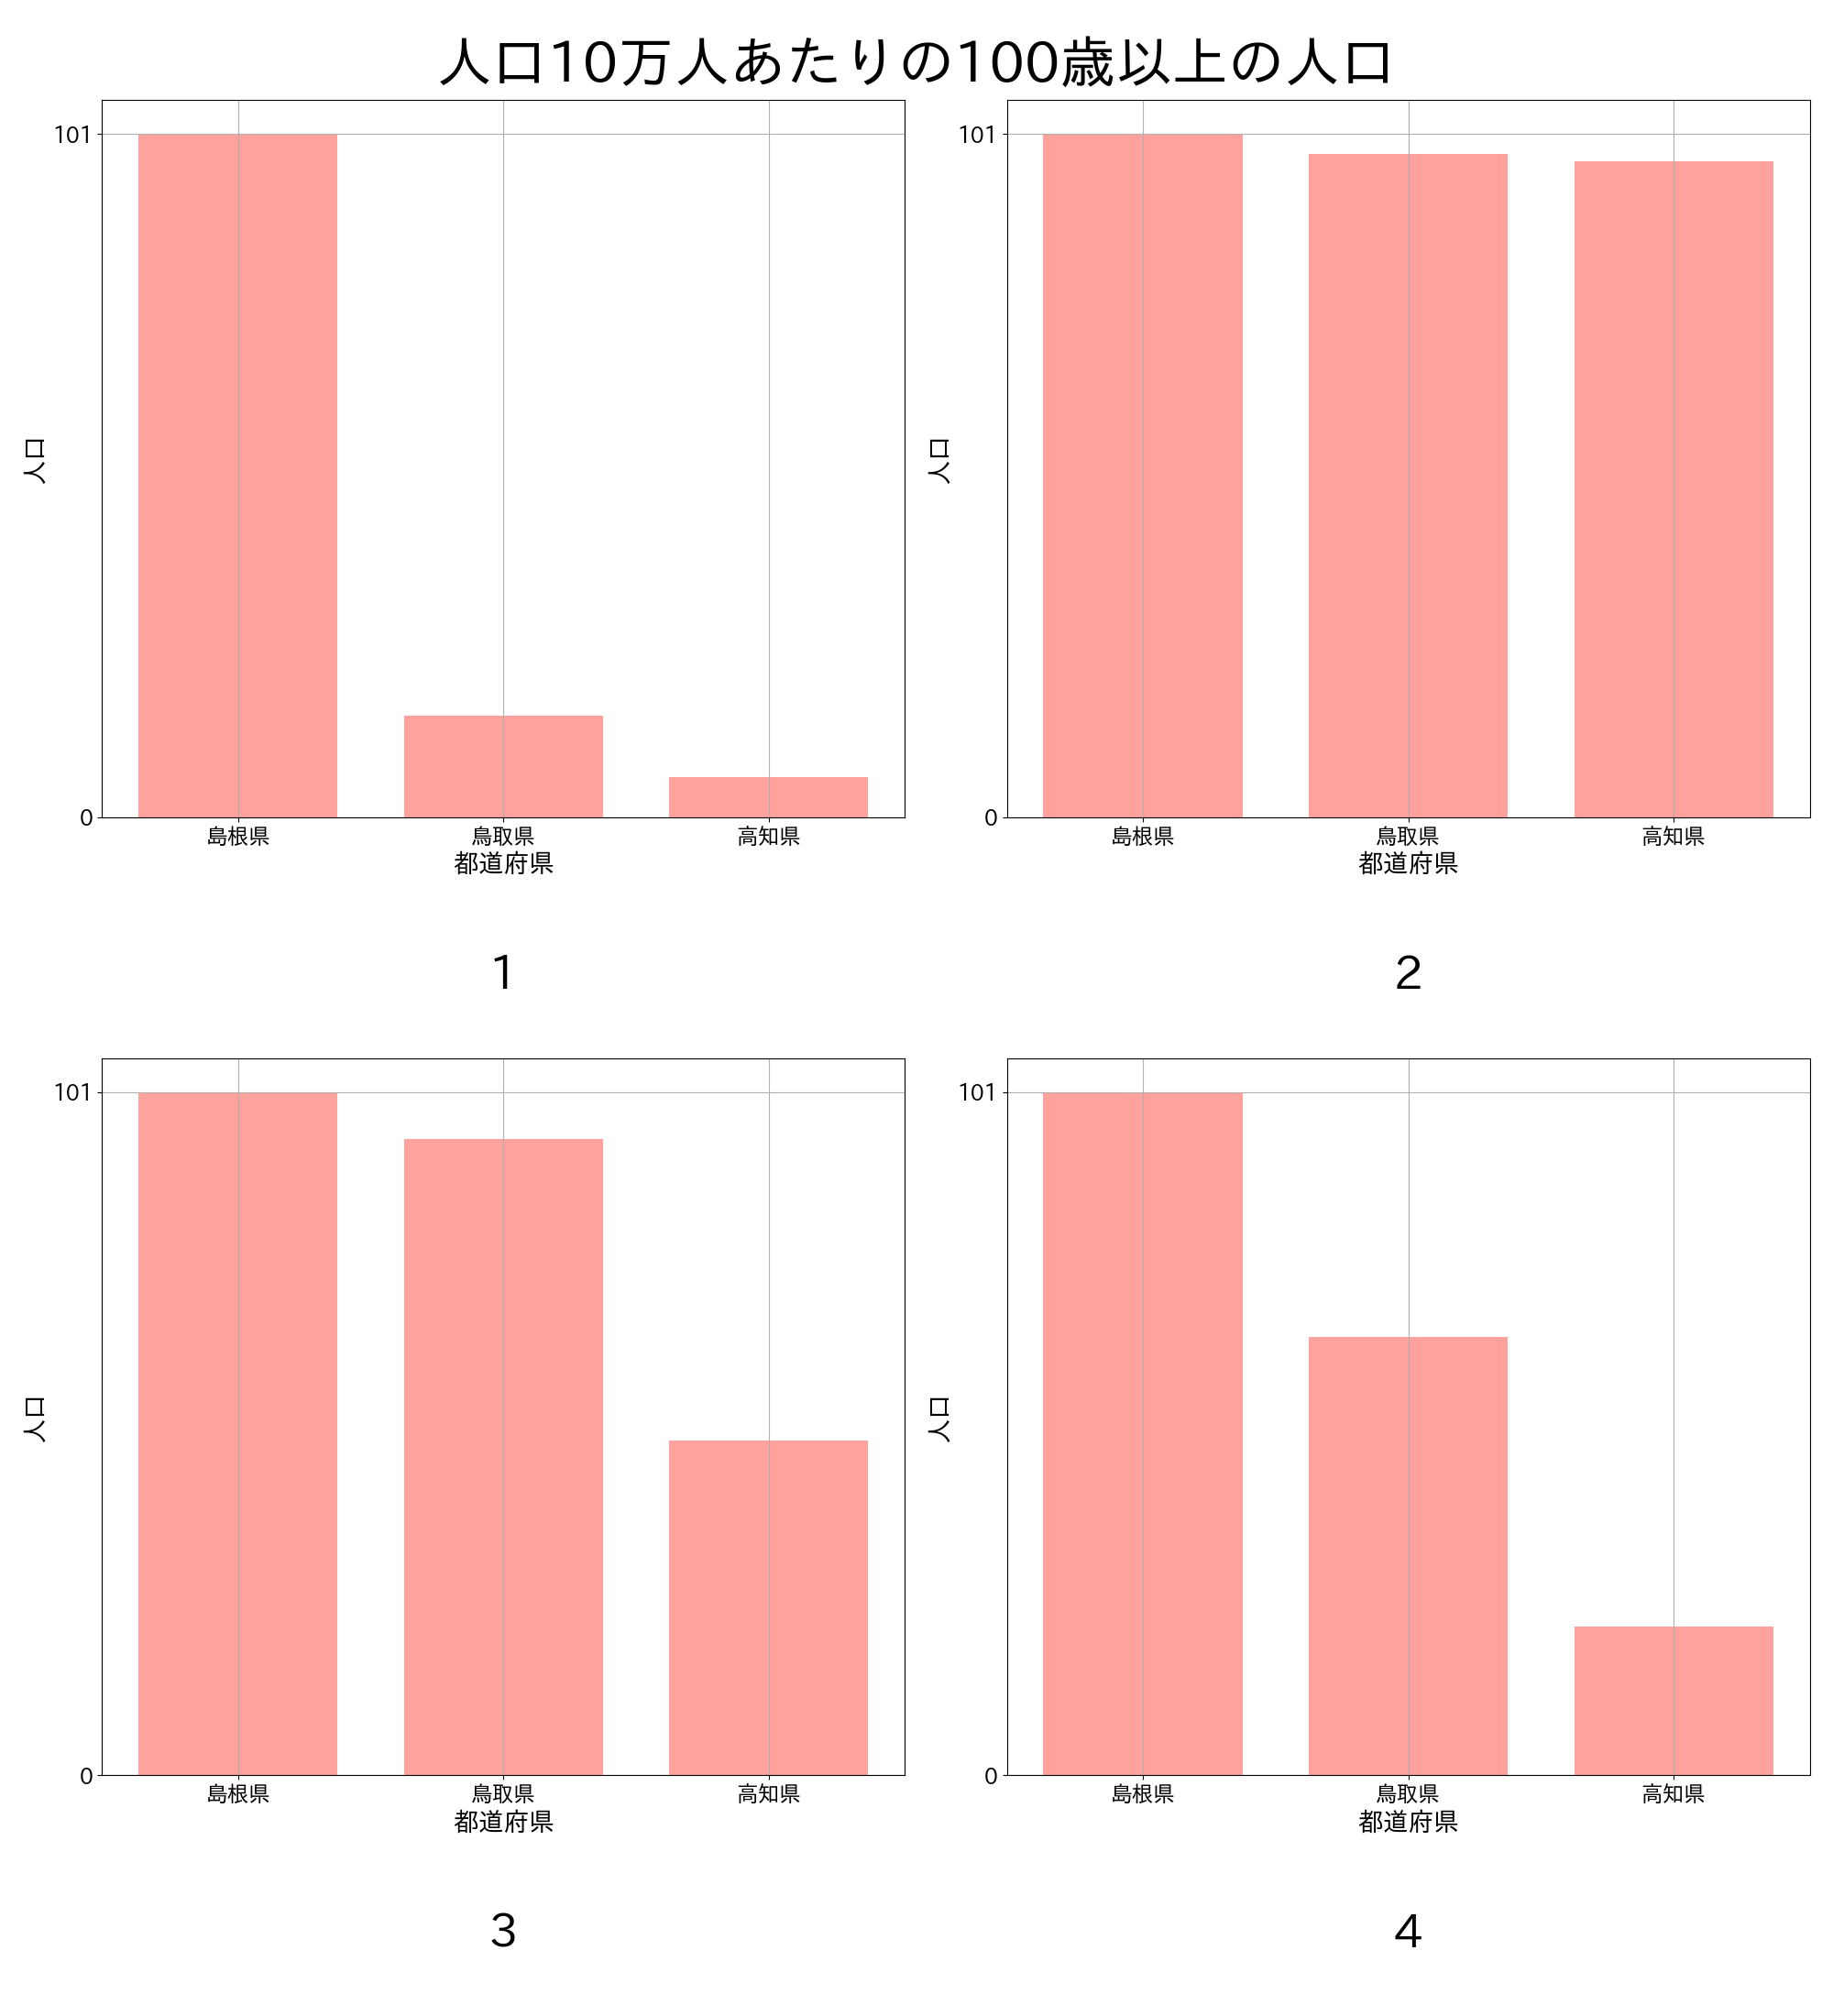 人口10万人あたりの100歳以上の人口
101
0
人口
島根県 鳥取県 高知県
都道府県
1
101
0
人口
島根県 鳥取県 高知県
都道府県
2
101
0
人口
島根県 鳥取県 高知県
都道府県
3
101
0
人口
島根県 鳥取県 高知県
都道府県
4